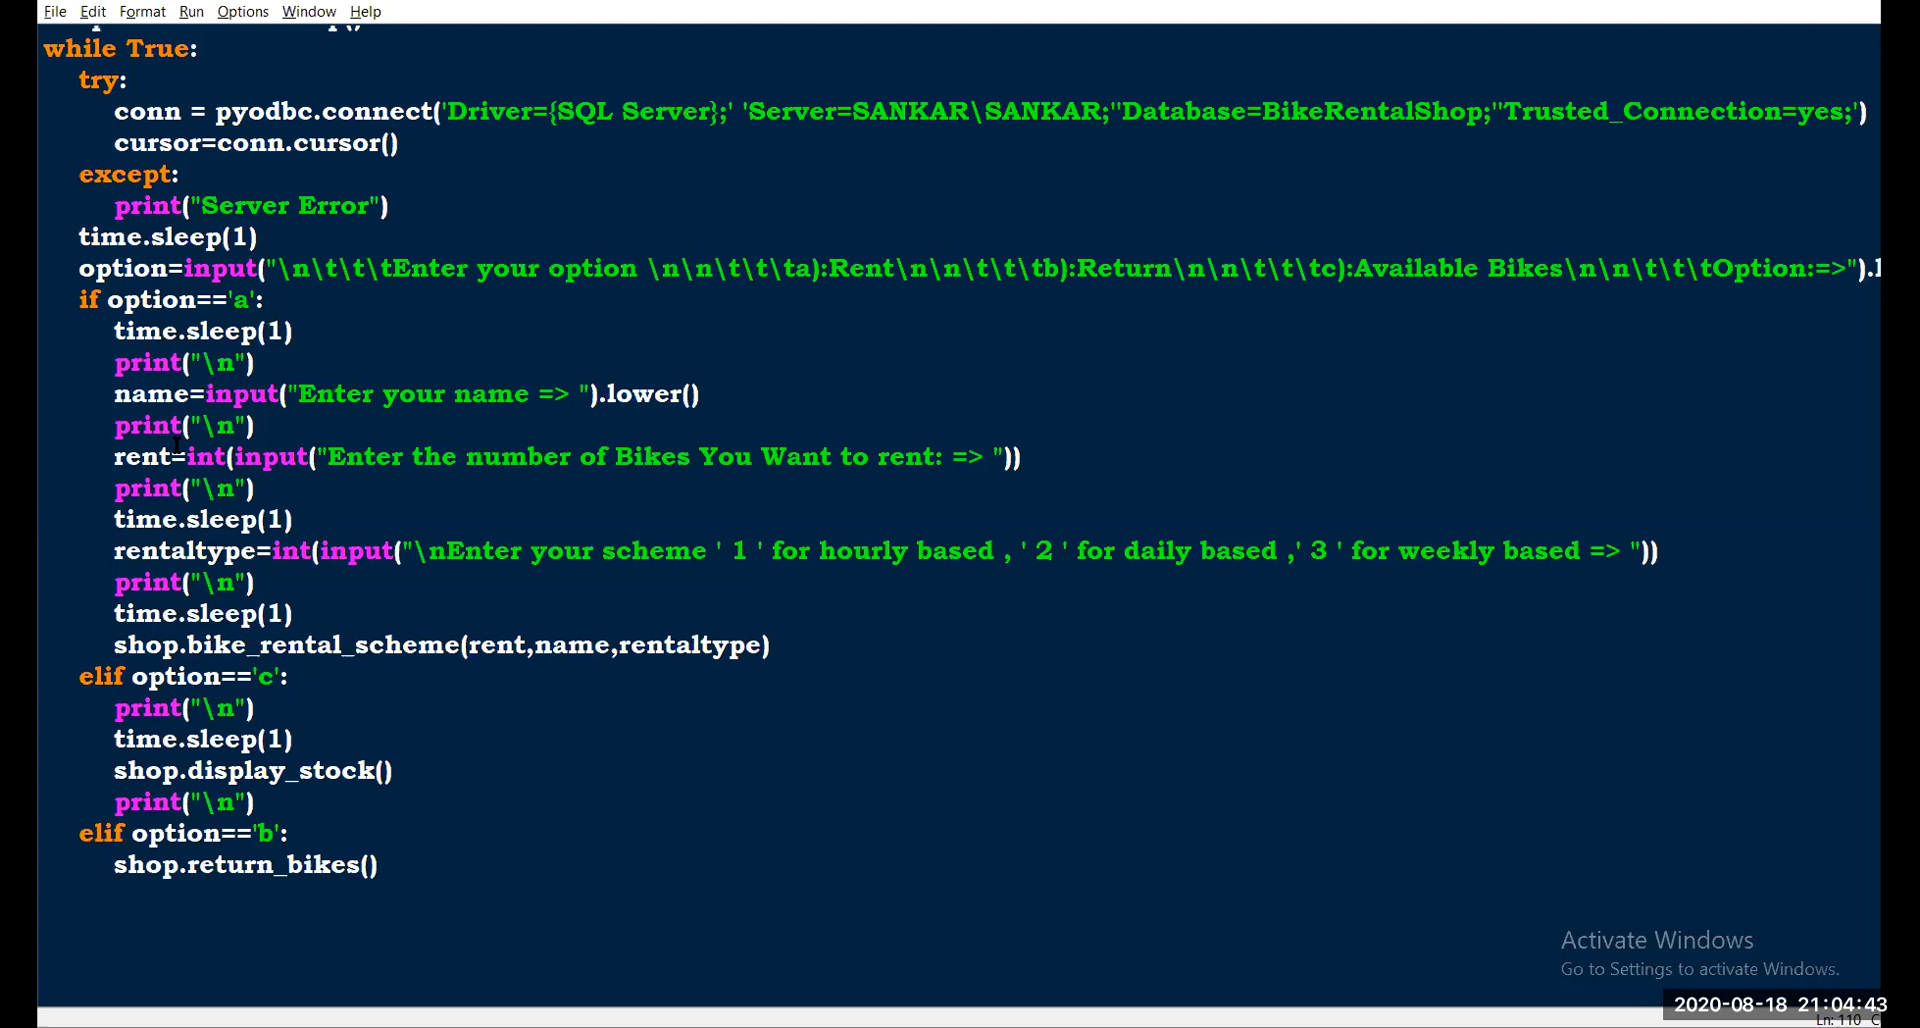 File Edit Format Run Options Window Help
while True:
try:
conn = pyodbc.connect('Driver={SQL Server};' 'Server=SANKAR\SANKAR;''Database=BikeRentalShop;''Trusted_Connection=yes;')
cursor=conn.cursor()
except:
print("Server Error")
time.sleep(1)
option=input("\n\t\t\tEnter your option \n\n\t\t\ta):Rent\n\n\t\t\tb):Return\n\n\t\t\tc):Available Bikes\n\n\t\t\tOption:=>").l
if option=='a':
time.sleep(1)
print("\n")
name=input("Enter your name => ").lower()
print("\n")
rent=int(input("Enter the number of Bikes You Want to rent: => "))
print("\n")
time.sleep(1)
rentaltype=int(input("\nEnter your scheme ' 1 ' for hourly based , ' 2 ' for daily based ,' 3 ' for weekly based => "))
print("\n")
time.sleep(1)
shop.bike_rental_scheme(rent,name,rentaltype)
elif option=='c':
print("\n")
time.sleep(1)
shop.display_stock()
print("\n")
elif option=='b':
shop.return_bikes()
Activate Windows
Go to Settings to activate Windows.
2020-08-18 21:04:43
Ln: 110